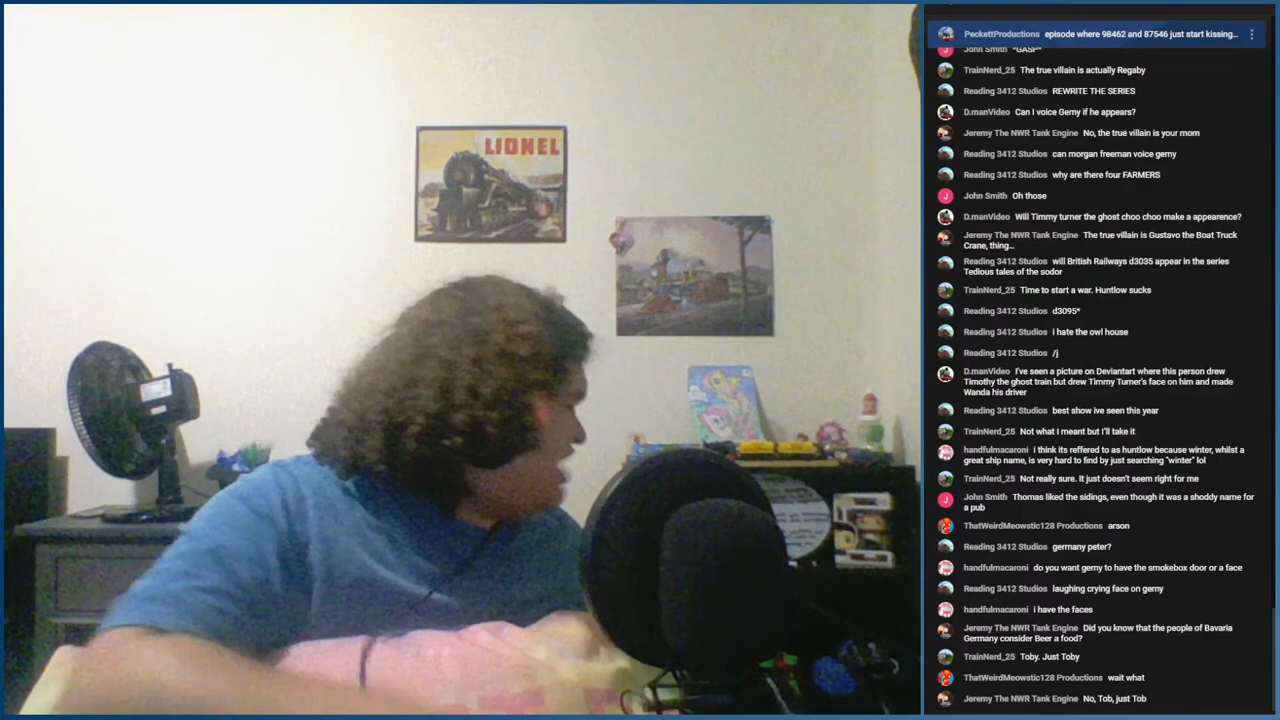 LIONEL
PeckettProductions episode where 98462 and 87546 just start kissing...
John Smith *GASP*
TrainNerd_25 The true villain is actually Regaby
Reading 3412 Studios REWRITE THE SERIES
D.manVideo Can I voice Gerny if he appears?
Jeremy The NWR Tank Engine No, the true villain is your mom
Reading 3412 Studios can morgan freeman voice gerny
Reading 3412 Studios why are there four FARMERS
J John Smith Oh those
D.manVideo Will Timmy turner the ghost choo choo make a appearence?
Jeremy The NWR Tank Engine The true villain is Gustavo the Boat Truck
Crane, thing...
Reading 3412 Studios will British Railways d3035 appear in the series
Tedious tales of the sodor
TrainNerd_25 Time to start a war. Huntlow sucks
Reading 3412 Studios d3095*
Reading 3412 Studios i hate the owl house
Reading 3412 Studios /j
D.manVideo I've seen a picture on Deviantart where this person drew
Timothy the ghost train but drew Timmy Turner's face on him and made
Wanda his driver
Reading 3412 Studios best show ive seen this year
TrainNerd_25 Not what I meant but I'll take it
handfulmacaroni i think its reffered to as huntlow because winter, whilst a
great ship name, is very hard to find by just searching "winter" lol
TrainNerd_25 Not really sure. It just doesn't seem right for me
J John Smith Thomas liked the sidings, even though it was a shoddy name for
a pub
ThatWeirdMeowstic128 Productions arson
Reading 3412 Studios germany peter?
handfulmacaroni do you want gerny to have the smokebox door or a face
Reading 3412 Studios laughing crying face on gerny
handfulmacaroni i have the faces
Jeremy The NWR Tank Engine Did you know that the people of Bavaria
Germany consider Beer a food?
TrainNerd_25 Toby. Just Toby
ThatWeirdMeowstic128 Productions wait what
Jeremy The NWR Tank Engine No, Tob, just Tob